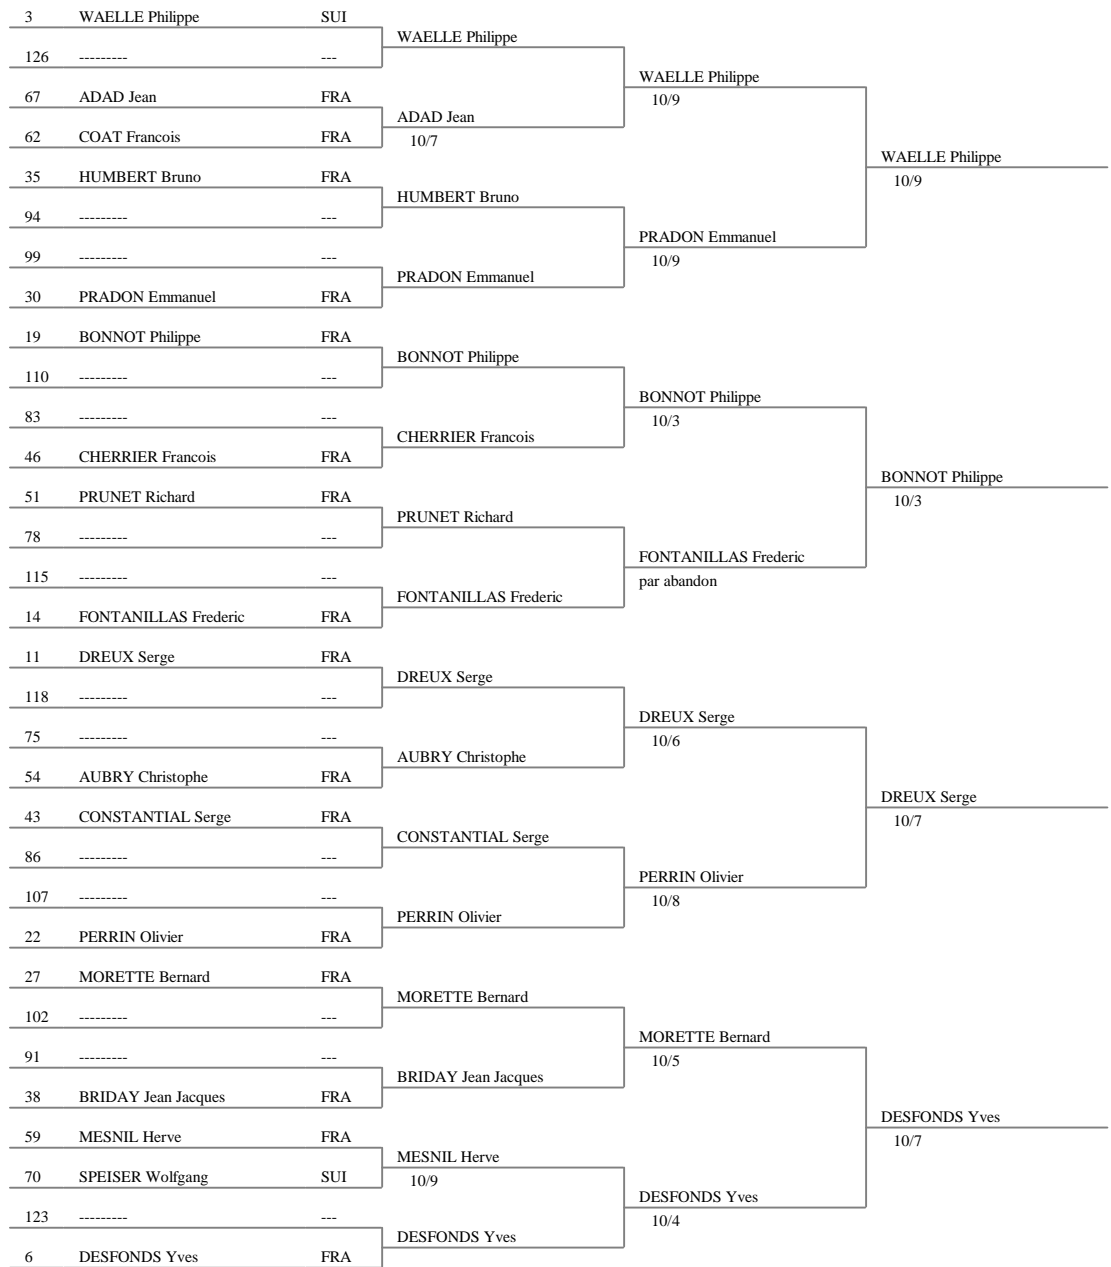 3 WAELLE Philippe SUI
WAELLE Philippe
126 --------- ---
WAELLE Philippe
67 ADAD Jean FRA
10/9
ADAD Jean
62 COAT Francois FRA
10/7
WAELLE Philippe
35 HUMBERT Bruno FRA
10/9
HUMBERT Bruno
94 --------- ---
PRADON Emmanuel
99 --------- ---
10/9
PRADON Emmanuel
30 PRADON Emmanuel FRA
19 BONNOT Philippe FRA
BONNOT Philippe
110 --------- ---
BONNOT Philippe
83 --------- ---
10/3
CHERRIER Francois
46 CHERRIER Francois FRA
BONNOT Philippe
51 PRUNET Richard FRA
10/3
PRUNET Richard
78 --------- ---
FONTANILLAS Frederic
115 --------- ---
par abandon
FONTANILLAS Frederic
14 FONTANILLAS Frederic FRA
11 DREUX Serge FRA
DREUX Serge
118 --------- ---
DREUX Serge
75 --------- ---
10/6
AUBRY Christophe
54 AUBRY Christophe FRA
DREUX Serge
43 CONSTANTIAL Serge FRA
10/7
CONSTANTIAL Serge
86 --------- ---
PERRIN Olivier
107 --------- ---
10/8
PERRIN Olivier
22 PERRIN Olivier FRA
27 MORETTE Bernard FRA
MORETTE Bernard
102 --------- ---
MORETTE Bernard
91 --------- ---
10/5
BRIDAY Jean Jacques
38 BRIDAY Jean Jacques FRA
DESFONDS Yves
59 MESNIL Herve FRA
10/7
MESNIL Herve
70 SPEISER Wolfgang SUI
10/9
DESFONDS Yves
123 --------- ---
10/4
DESFONDS Yves
6 DESFONDS Yves FRA